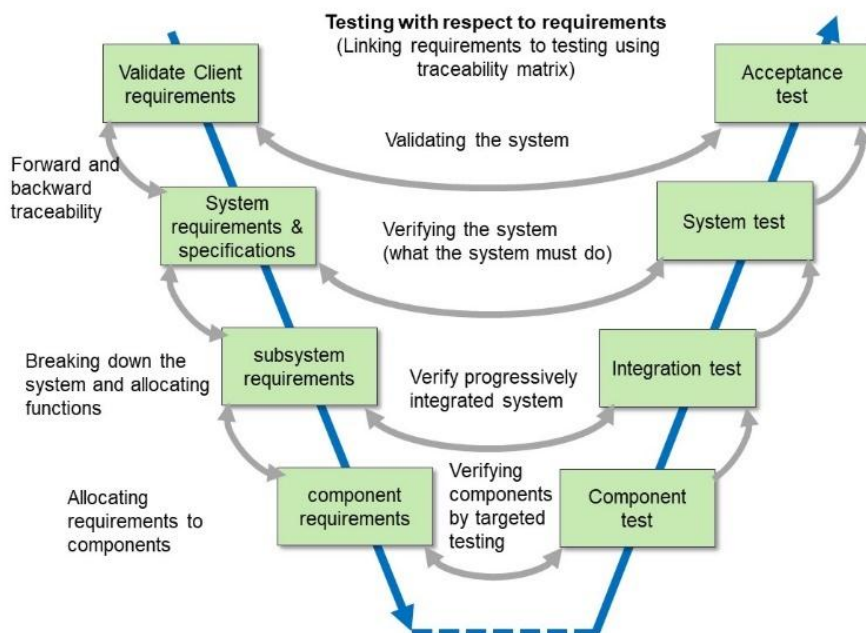 Testing with respect to requirements
(Linking requirements to testing using
traceability matrix)
Validate Client
requirements
Acceptance
test
Validating the system
Forward and
backward
traceability
System
requirements &
specifications
Verifying the system
(what the system must do)
System test
Breaking down the
system and allocating
functions
subsystem
requirements
Verify progressively
integrated system
Integration test
Allocating
requirements to
components
component
requirements
Verifying
components
by targeted
testing
Component
test